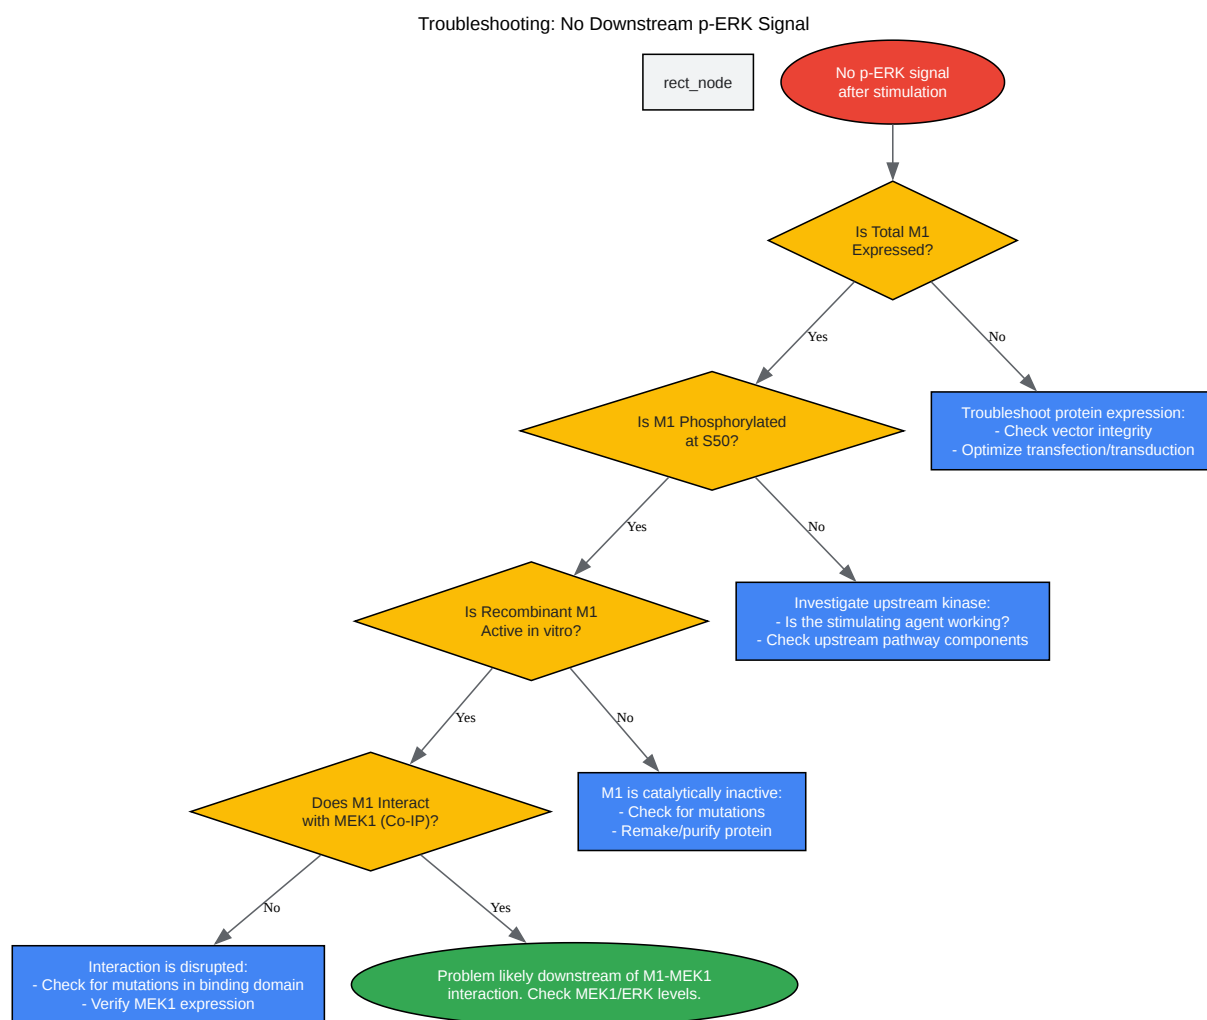 Troubleshooting: No Downstream p-ERK Signal
rect_node
No p-ERK signal
after stimulation
Is Total M1
Expressed?
Yes
No
Is M1 Phosphorylated
at S50?
Troubleshoot protein expression:
- Check vector integrity
- Optimize transfection/transduction
Yes
No
Is Recombinant M1
Active in vitro?
Investigate upstream kinase:
- Is the stimulating agent working?
- Check upstream pathway components
Yes
No
Does M1 Interact
with MEK1 (Co-IP)?
M1 is catalytically inactive:
- Check for mutations
- Remake/purify protein
No
Yes
Interaction is disrupted:
- Check for mutations in binding domain
- Verify MEK1 expression
Problem likely downstream of M1-MEK1
interaction. Check MEK1/ERK levels.